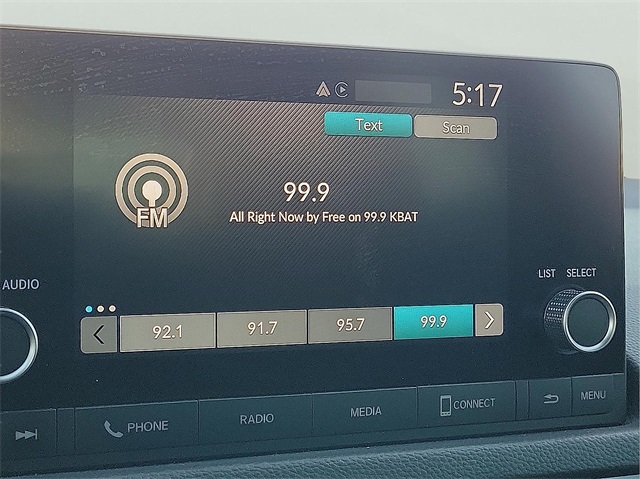 5:17
Text Scan
FM
99.9
All Right Now by Free on 99.9 KBAT
AUDIO
LIST SELECT
92.1 91.7 95.7 99.9
PHONE RADIO MEDIA CONNECT MENU